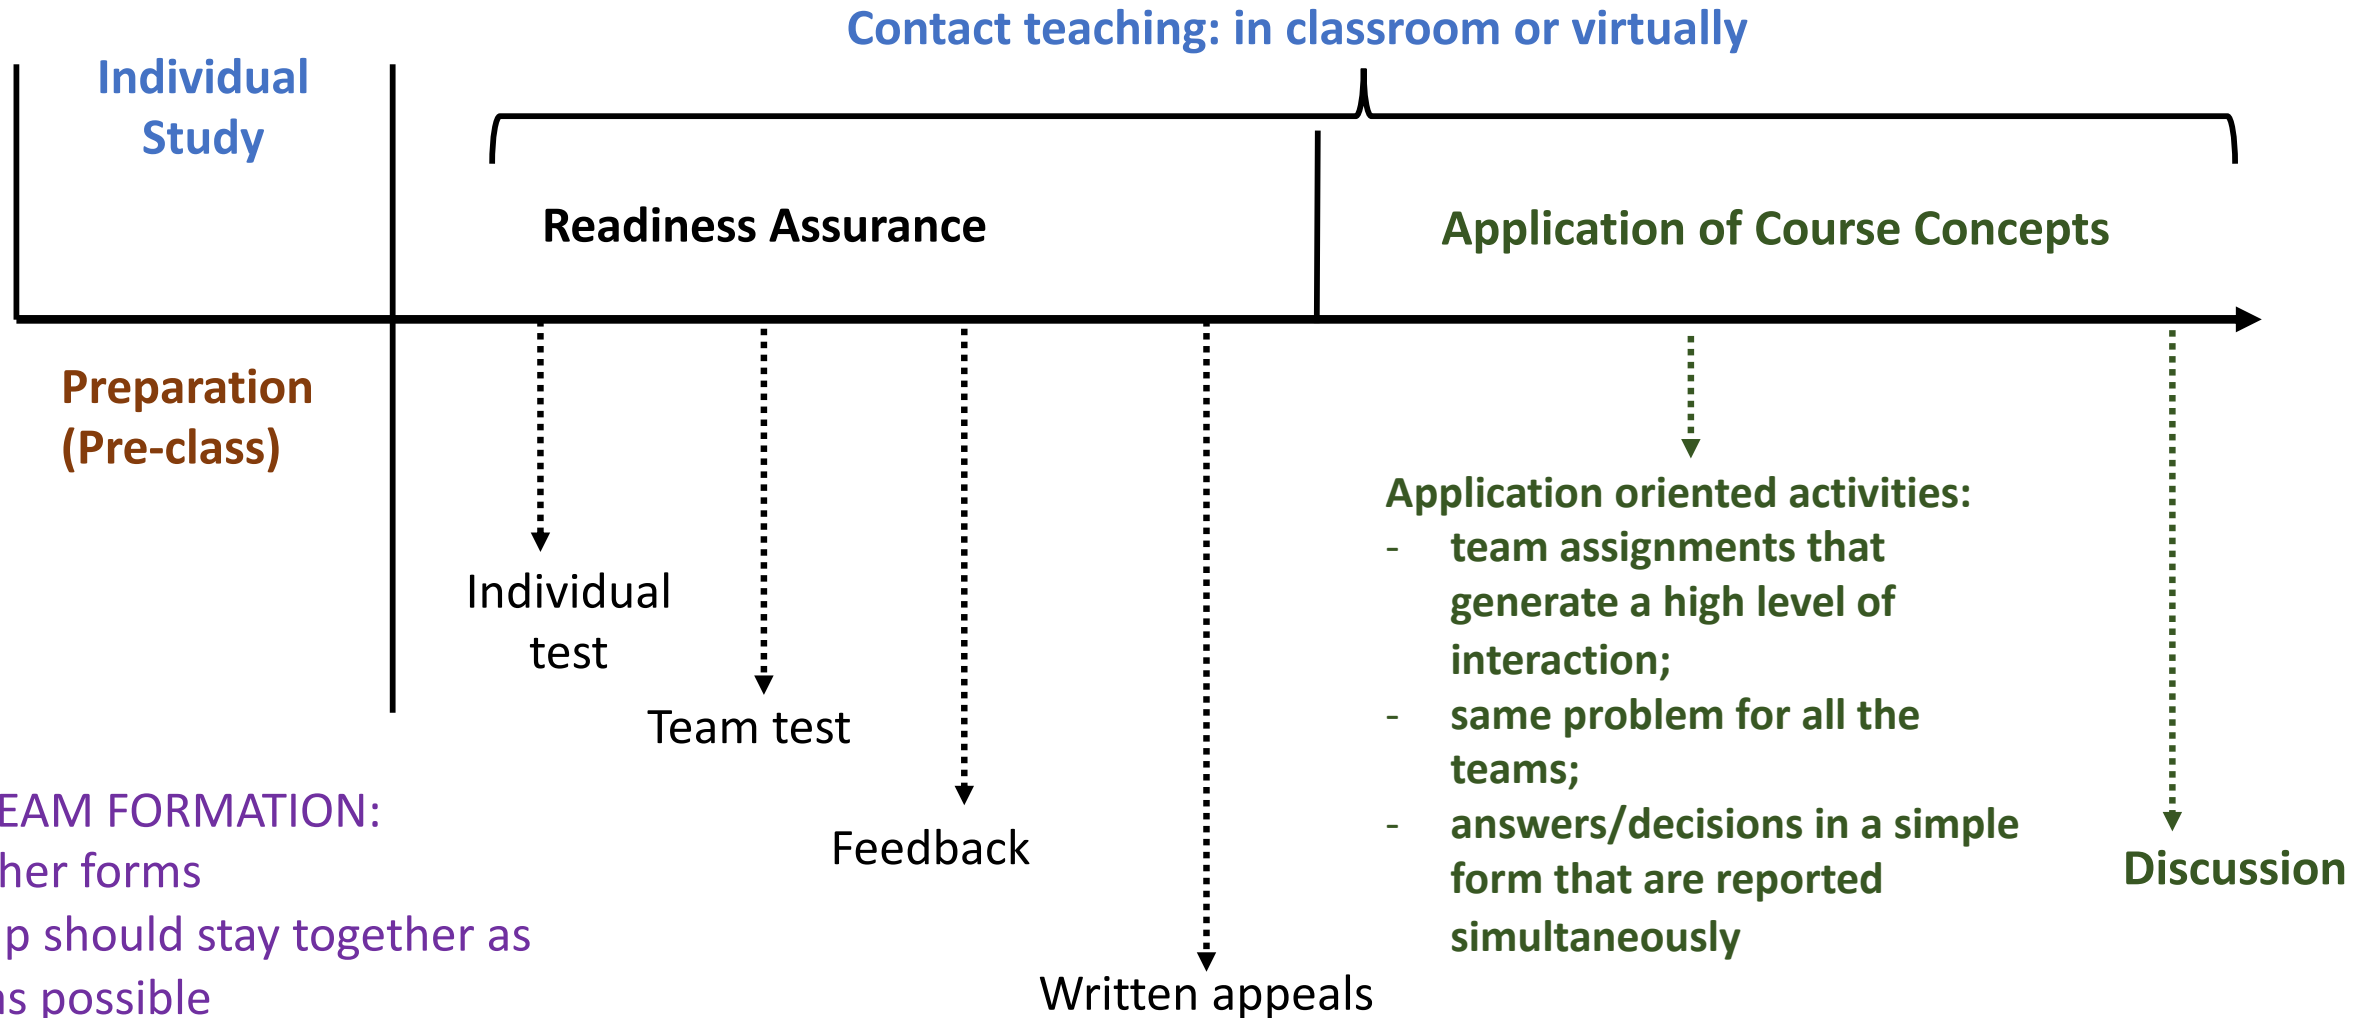 Contact teaching: in classroom or virtually
Individual
Study
Readiness Assurance
Application of Course Concepts
Preparation
(Pre-class)
Individual
test
Team test
Feedback
Written appeals
Application oriented activities:
- team assignments that
generate a high level of
interaction;
- same problem for all the
teams;
- answers/decisions in a simple
form that are reported
simultaneously
Discussion
EAM FORMATION:
her forms
up should stay together as
as possible